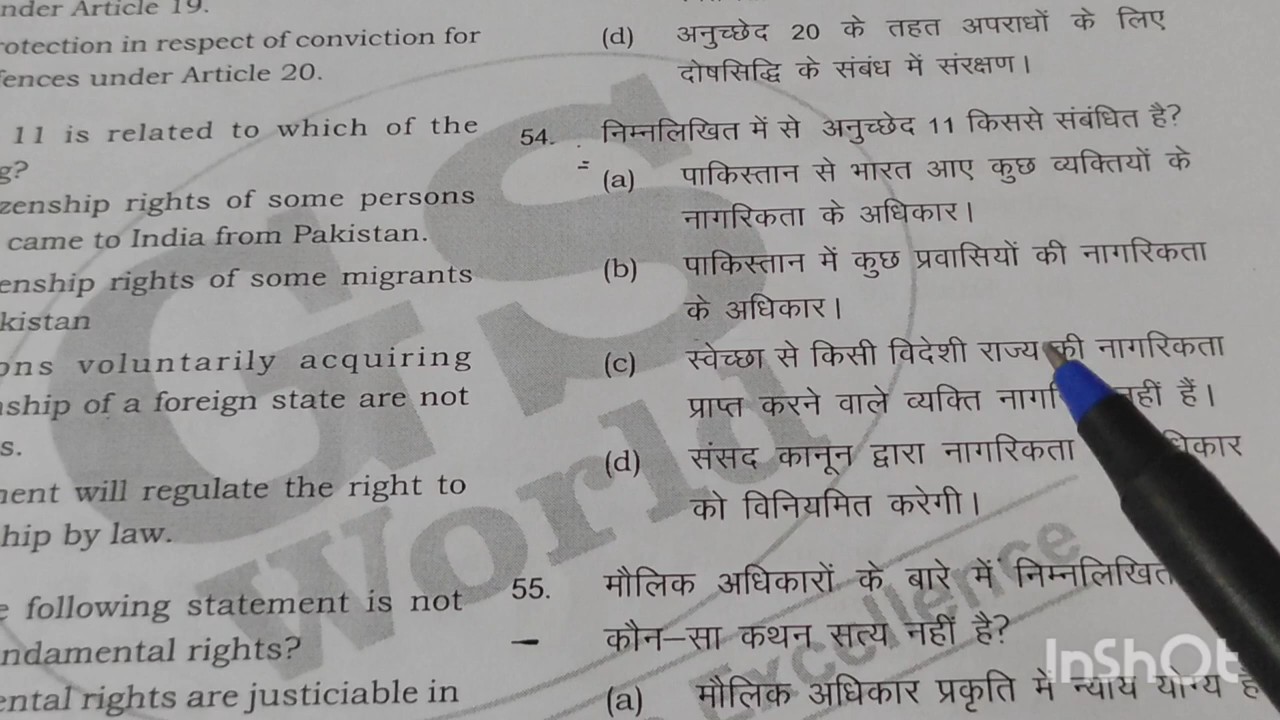 nder Article 19.
rotection in respect of conviction for
fences under Article 20.
11 is related to which of the
g?
zenship rights of some persons
came to India from Pakistan.
enship rights of some migrants
kistan
ons voluntarily acquiring
nship of a foreign state are not
s.
ment will regulate the right to
hip by law.
e following statement is not
ndamental rights?
ental rights are justiciable in
(d) अनुच्छेद 20 के तहत अपराधों के लिए
दोषसिद्धि के संबंध में संरक्षण।
54. निम्नलिखित में से अनुच्छेद 11 किससे संबंधित है?
(a) पाकिस्तान से भारत आए कुछ व्यक्तियों के
नागरिकता के अधिकार।
(b) पाकिस्तान में कुछ प्रवासियों की नागरिकता
के अधिकार।
(c) स्वेच्छा से किसी विदेशी राज्य की नागरिकता
प्राप्त करने वाले व्यक्ति नहीं हैं।
(d) संसद कानून द्वारा नागरिकता
को विनियमित करेगी।
55. मौलिक अधिकारों के बारे में निम्नलिखित
कौन–सा कथन सत्य नहीं है?
(a) मौलिक अधिकार प्रकृति में न्याय योग्य है
GS
World
Excellence
InShOt